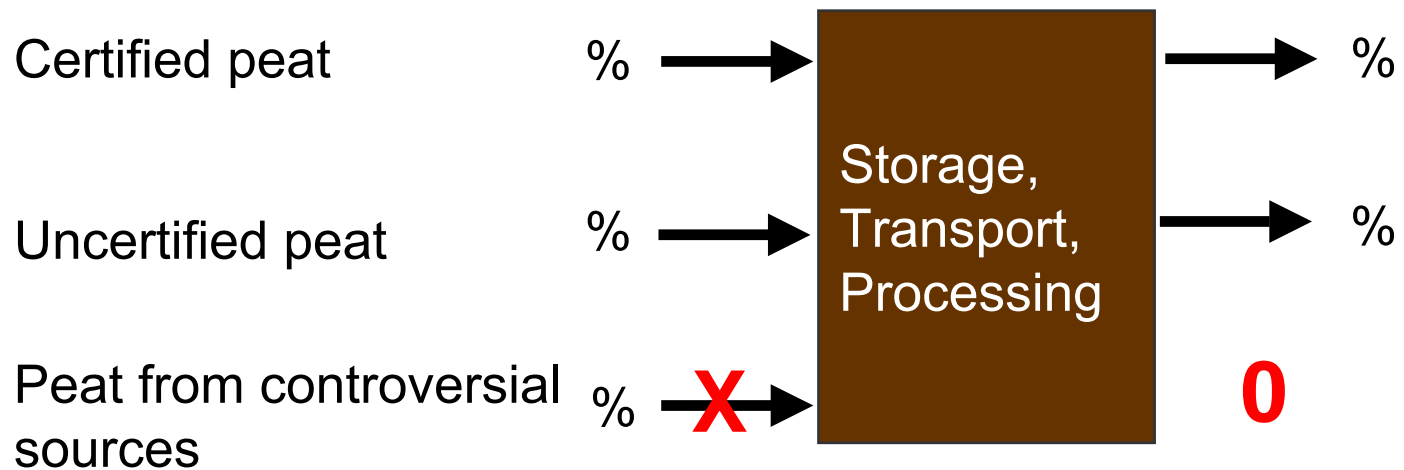 Certified peat % %
Storage,
Uncertified peat % Transport, %
Processing
Peat from controversial % X 0
sources